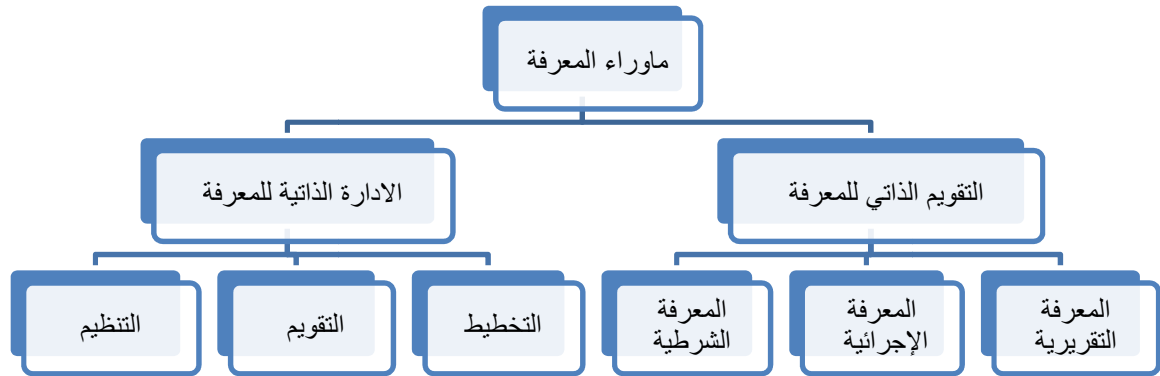 ماوراء المعرفة
التقويم الذاتي للمعرفة
الادارة الذاتية للمعرفة
المعرفة
التقريرية
المعرفة
الإجرائية
المعرفة
الشرطية
التخطيط
التقويم
التنظيم